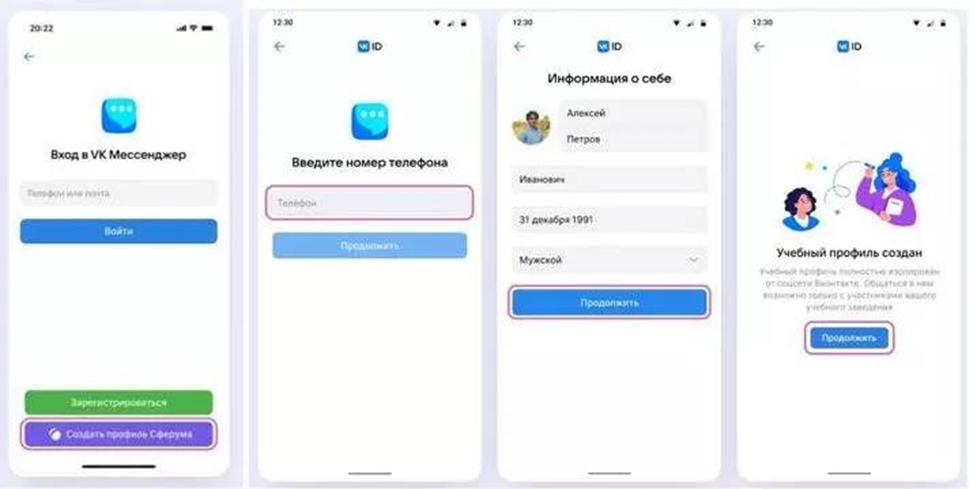 20:22
Вход в VK Мессенджер
Телефон или почта
Войти
Зарегистрироваться
Создать профиль Сферума
12:30
VK ID
Введите номер телефона
Телефон
Продолжить
12:30
VK ID
Информация о себе
Алексей
Петров
Иванович
31 декабря 1991
Мужской
Продолжить
12:30
VK ID
Учебный профиль создан
Учебный профиль полностью изолирован
от соцсети Вконтакте. Общаться в нём
возможно только с участниками вашего
учебного заведения
Продолжить